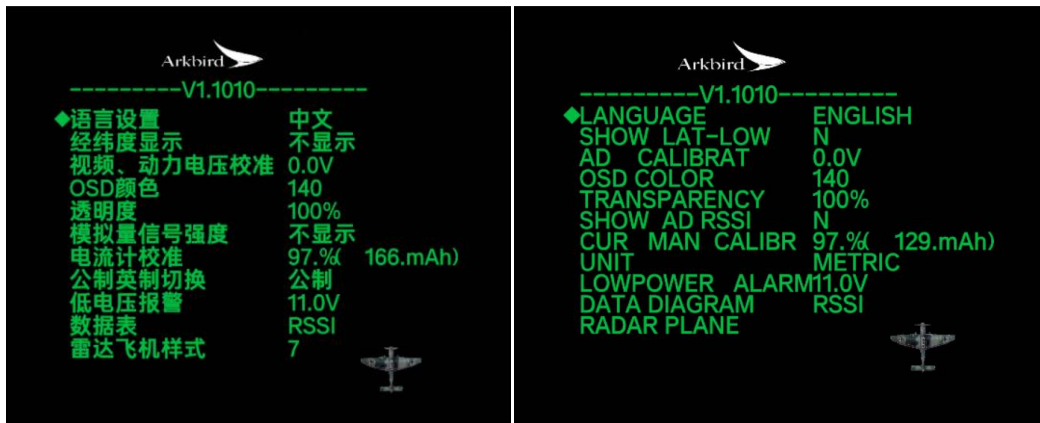 Arkbird
---------V1.1010---------
◆语言设置 中文
经纬度显示 不显示
视频、动力电压校准 0.0V
OSD颜色 140
透明度 100%
模拟量信号强度 不显示
电流计校准 97.%( 166.mAh)
公制英制切换 公制
低电压报警 11.0V
数据表 RSSI
雷达飞机样式 7
Arkbird
---------V1.1010---------
◆LANGUAGE ENGLISH
SHOW LAT-LOW N
AD CALIBRAT 0.0V
OSD COLOR 140
TRANSPARENCY 100%
SHOW AD RSSI N
CUR MAN CALIBR 97.%( 129.mAh)
UNIT METRIC
LOWPOWER ALARM11.0V
DATA DIAGRAM RSSI
RADAR PLANE